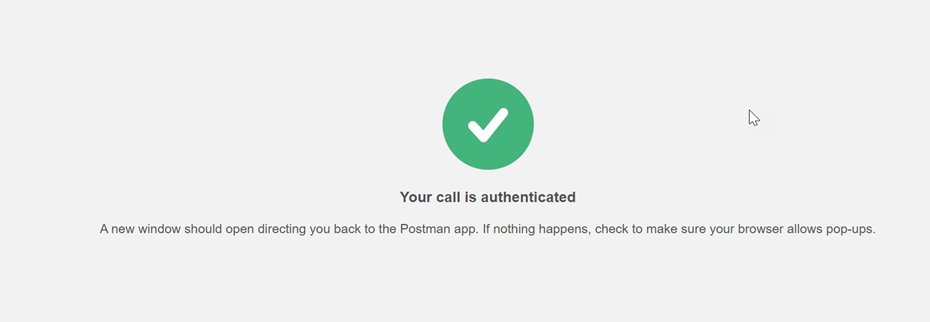 Your call is authenticated
A new window should open directing you back to the Postman app. If nothing happens, check to make sure your browser allows pop-ups.